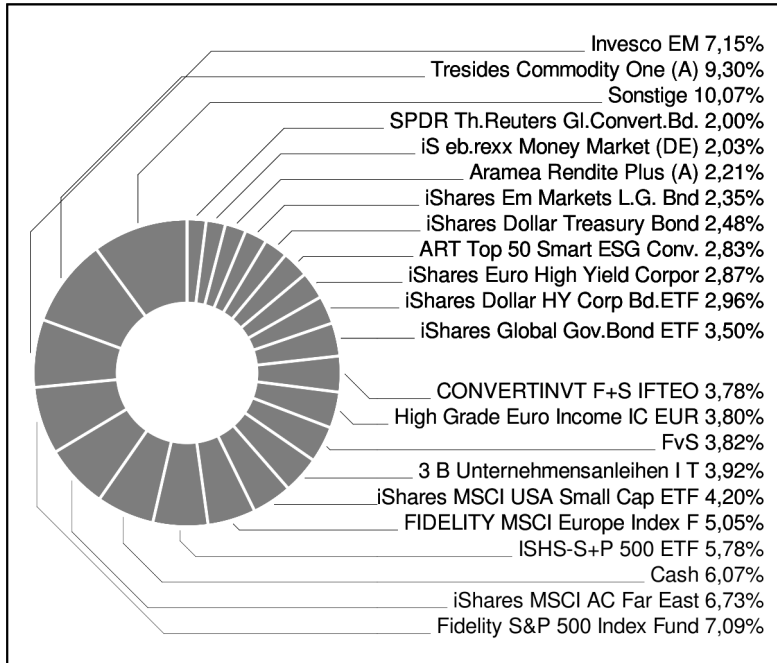 Invesco EM 7,15%
Tresides Commodity One (A) 9,30%
Sonstige 10,07%
SPDR Th.Reuters Gl.Convert.Bd. 2,00%
iS eb.rexx Money Market (DE) 2,03%
Aramea Rendite Plus (A) 2,21%
iShares Em Markets L.G. Bnd 2,35%
iShares Dollar Treasury Bond 2,48%
ART Top 50 Smart ESG Conv. 2,83%
iShares Euro High Yield Corpor 2,87%
iShares Dollar HY Corp Bd.ETF 2,96%
iShares Global Gov.Bond ETF 3,50%
CONVERTINVT F+S IFTEO 3,78%
High Grade Euro Income IC EUR 3,80%
FvS 3,82%
3 B Unternehmensanleihen I T 3,92%
iShares MSCI USA Small Cap ETF 4,20%
FIDELITY MSCI Europe Index F 5,05%
ISHS-S+P 500 ETF 5,78%
Cash 6,07%
iShares MSCI AC Far East 6,73%
Fidelity S&P 500 Index Fund 7,09%